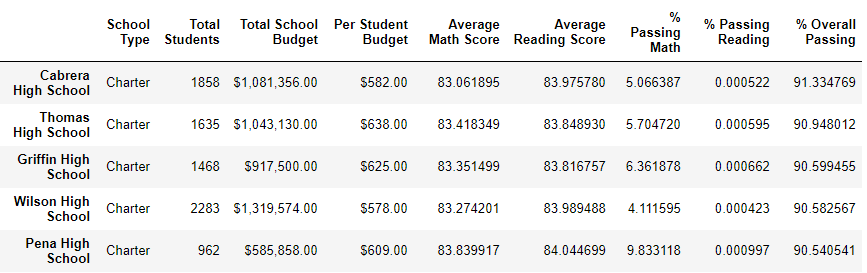 School Type Total Students Total School Budget Per Student Budget Average Math Score Average Reading Score % Passing Math % Passing Reading % Overall Passing
Cabrera High School Charter 1858 $1,081,356.00 $582.00 83.061895 83.975780 5.066387 0.000522 91.334769
Thomas High School Charter 1635 $1,043,130.00 $638.00 83.418349 83.848930 5.704720 0.000595 90.948012
Griffin High School Charter 1468 $917,500.00 $625.00 83.351499 83.816757 6.361878 0.000662 90.599455
Wilson High School Charter 2283 $1,319,574.00 $578.00 83.274201 83.989488 4.111595 0.000423 90.582567
Pena High School Charter 962 $585,858.00 $609.00 83.839917 84.044699 9.833118 0.000997 90.540541